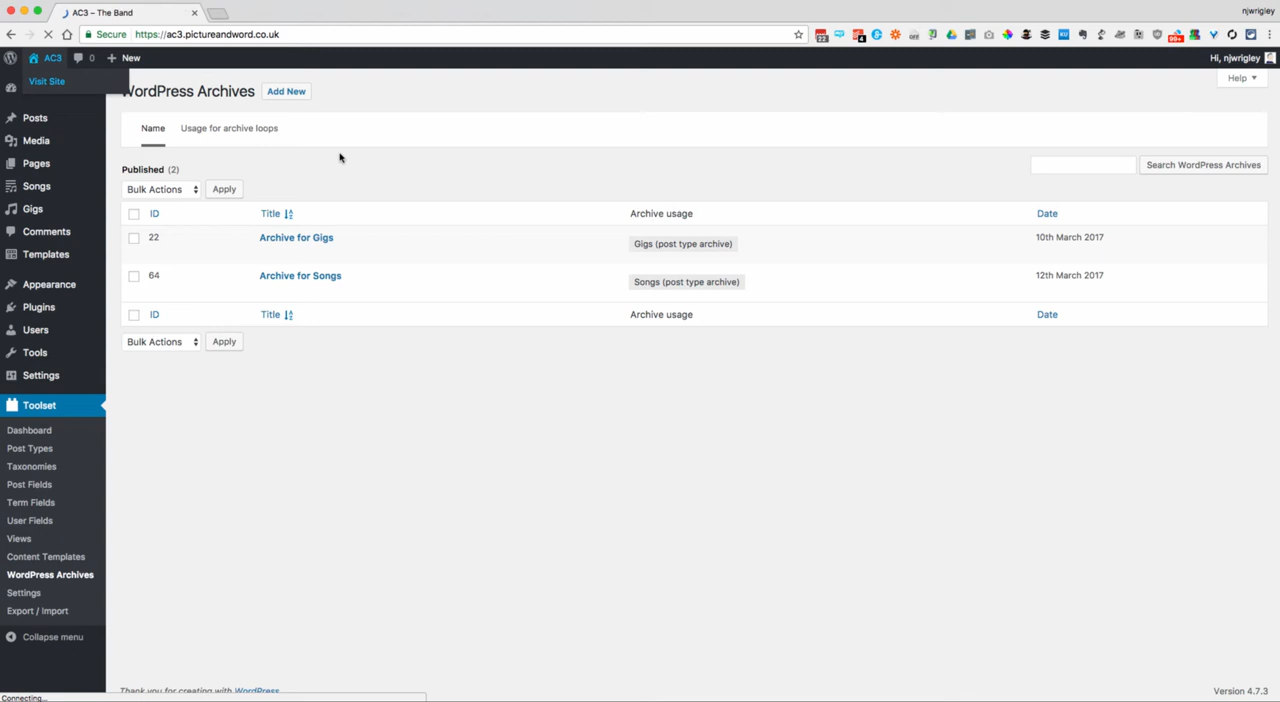 AC3 – The Band
njwrigley
Secure https://ac3.pictureandword.co.uk
22 4 OFF KU 99+
AC3 0 New
Hi, njwrigley
Visit Site
WordPress Archives Add New
Help
Posts
Media
Pages
Songs
Gigs
Comments
Templates
Appearance
Plugins
Users
Tools
Settings
Toolset
Dashboard
Post Types
Taxonomies
Post Fields
Term Fields
User Fields
Views
Content Templates
WordPress Archives
Settings
Export / Import
Collapse menu
Name Usage for archive loops
Published (2)
Search WordPress Archives
Bulk Actions Apply
ID Title Archive usage Date
22 Archive for Gigs Gigs (post type archive) 10th March 2017
64 Archive for Songs Songs (post type archive) 12th March 2017
ID Title Archive usage Date
Bulk Actions Apply
Thank you for creating with WordPress
Version 4.7.3
Connecting...